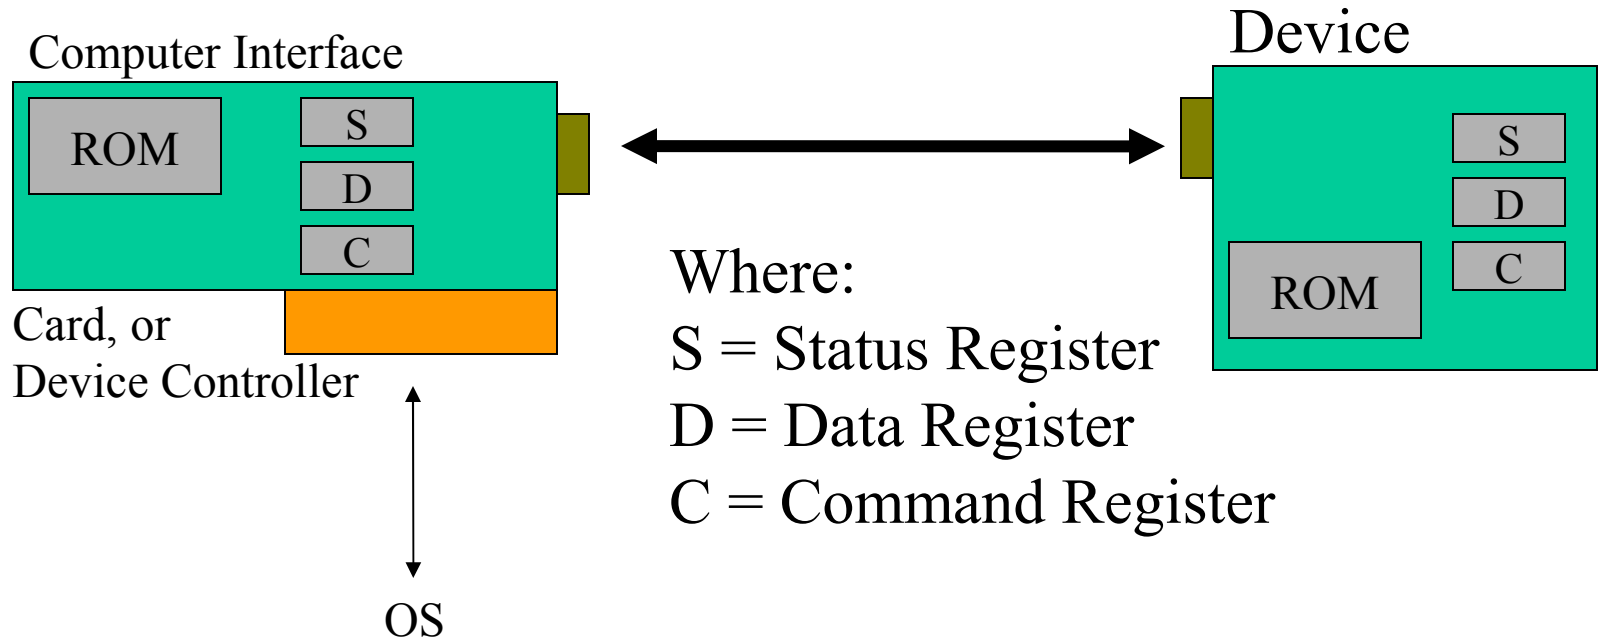 Computer Interface
ROM
S
D
C
Card, or
Device Controller
OS
Where:
S = Status Register
D = Data Register
C = Command Register
Device
S
D
C
ROM